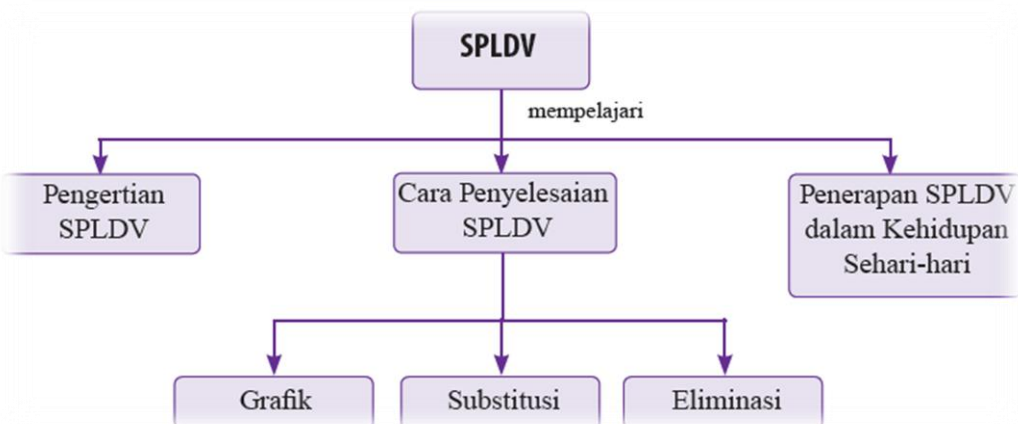 SPLDV
mempelajari
Pengertian
SPLDV
Cara Penyelesaian
SPLDV
Penerapan SPLDV
dalam Kehidupan
Sehari-hari
Grafik
Substitusi
Eliminasi